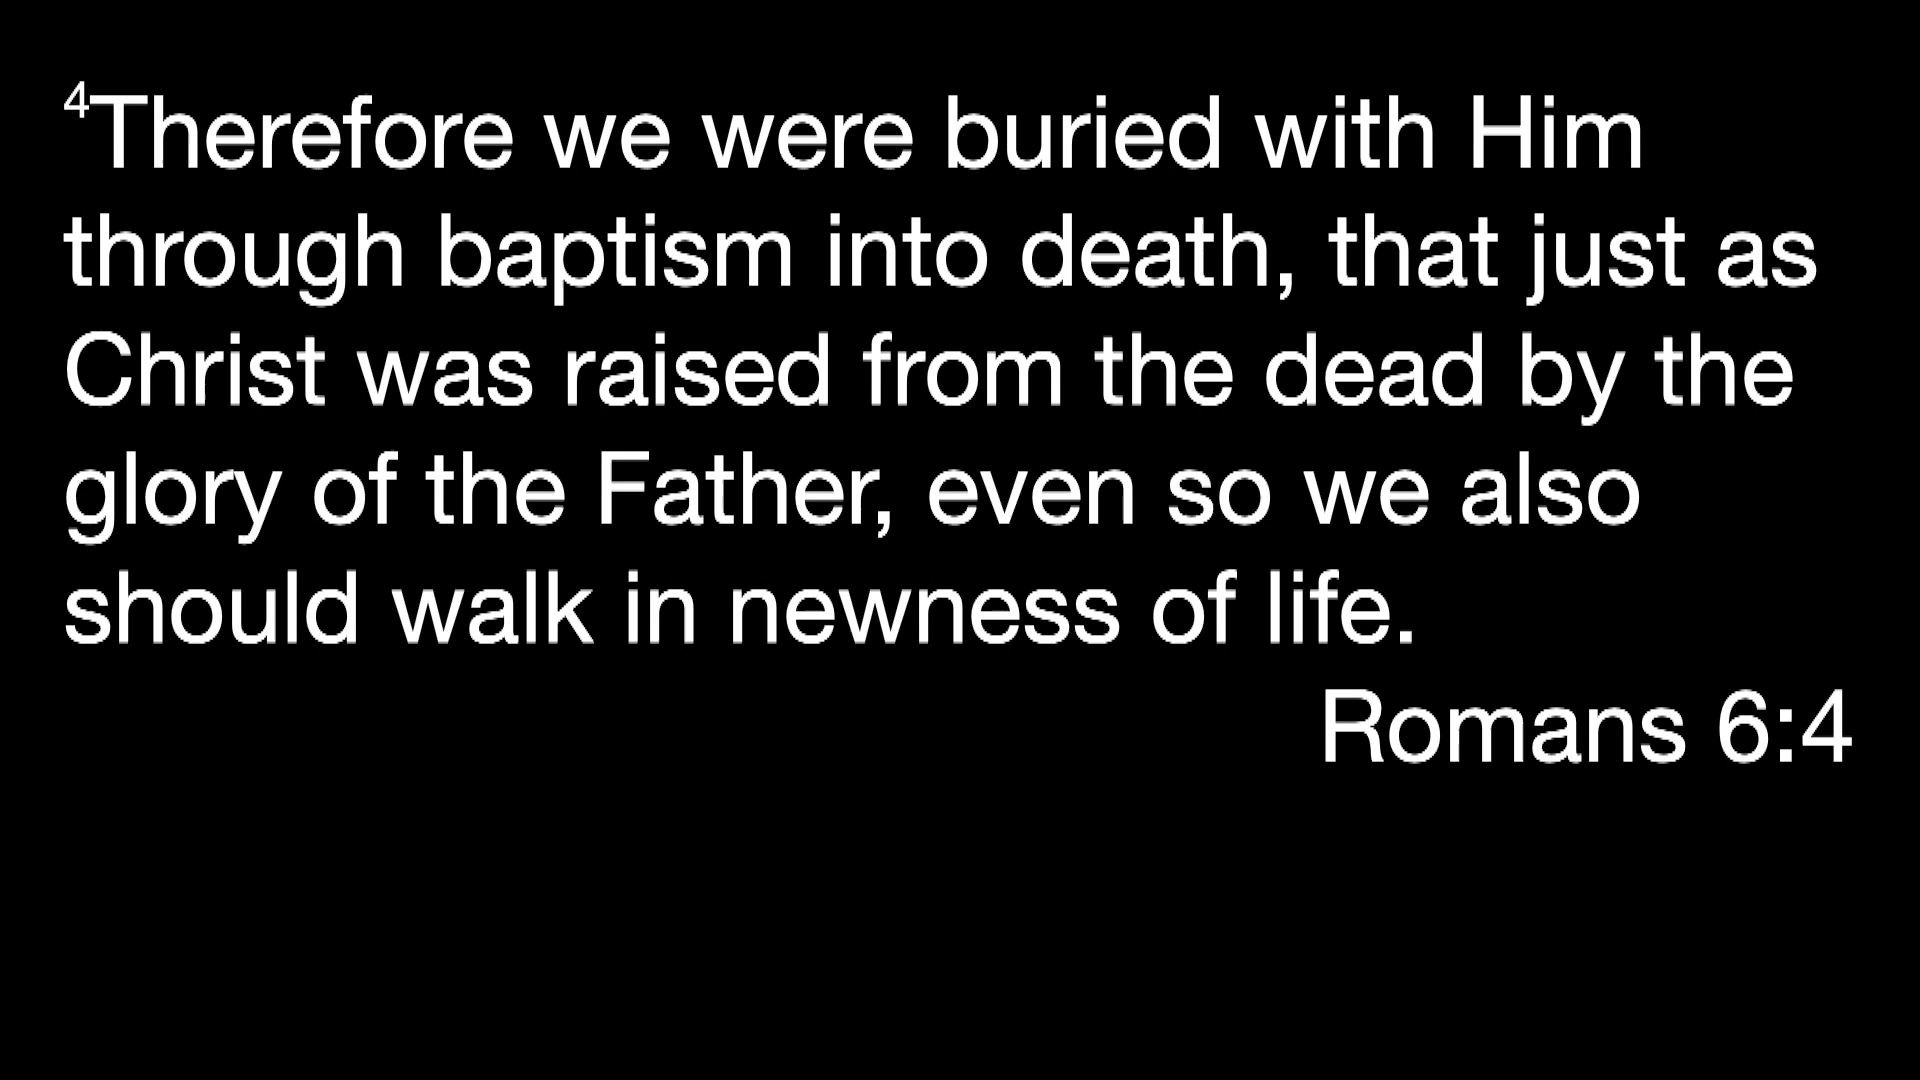 4Therefore we were buried with Him
through baptism into death, that just as
Christ was raised from the dead by the
glory of the Father, even so we also
should walk in newness of life.
Romans 6:4